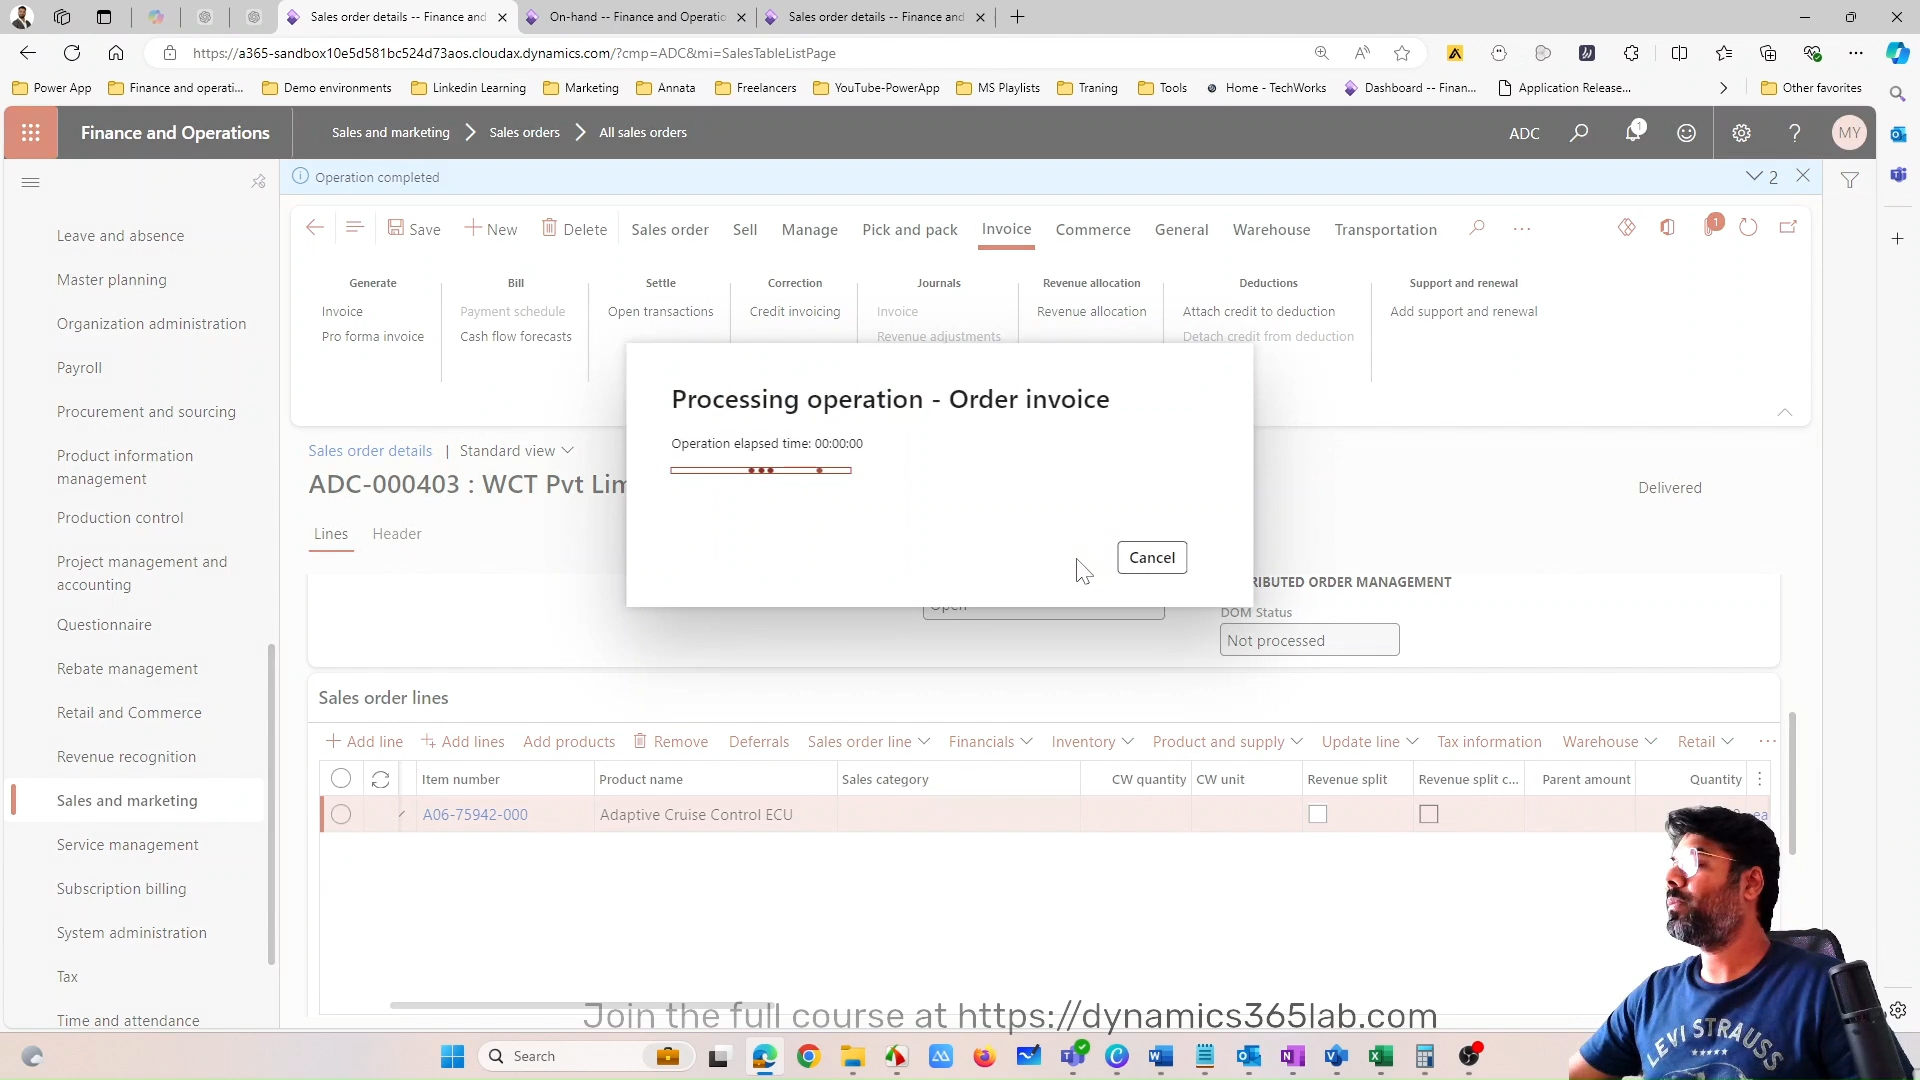 Sales order details -- Finance and
On-hand -- Finance and Operatio
Sales order details -- Finance and
https://a365-sandbox10e5d581bc524d73aos.cloudax.dynamics.com/?cmp=ADC&mi=SalesTableListPage
Power App
Finance and operati...
Demo environments
Linkedin Learning
Marketing
Annata
Freelancers
YouTube-PowerApp
MS Playlists
Traning
Tools
Home - TechWorks
Dashboard -- Finan...
Application Release...
Other favorites
Finance and Operations
Sales and marketing
Sales orders
All sales orders
ADC
1
MY
Operation completed
2
Leave and absence
Master planning
Organization administration
Payroll
Procurement and sourcing
Product information
management
Production control
Project management and
accounting
Questionnaire
Rebate management
Retail and Commerce
Revenue recognition
Sales and marketing
Service management
Subscription billing
System administration
Tax
Time and attendance
Save
New
Delete
Sales order
Sell
Manage
Pick and pack
Invoice
Commerce
General
Warehouse
Transportation
1
Generate
Invoice
Pro forma invoice
Bill
Payment schedule
Cash flow forecasts
Settle
Open transactions
Correction
Credit invoicing
Journals
Invoice
Revenue adjustments
Revenue allocation
Revenue allocation
Deductions
Attach credit to deduction
Detach credit from deduction
Support and renewal
Add support and renewal
Sales order details | Standard view
ADC-000403 : WCT Pvt Lim
Delivered
Lines
Header
Processing operation - Order invoice
Operation elapsed time: 00:00:00
Cancel
Open
RIBUTED ORDER MANAGEMENT
DOM Status
Not processed
Sales order lines
Add line
Add lines
Add products
Remove
Deferrals
Sales order line
Financials
Inventory
Product and supply
Update line
Tax information
Warehouse
Retail
Item number
Product name
Sales category
CW quantity
CW unit
Revenue split
Revenue split c...
Parent amount
Quantity
A06-75942-000
Adaptive Cruise Control ECU
ea
LEVI STRAUSS
Join the full course at https://dynamics365lab.com
Search